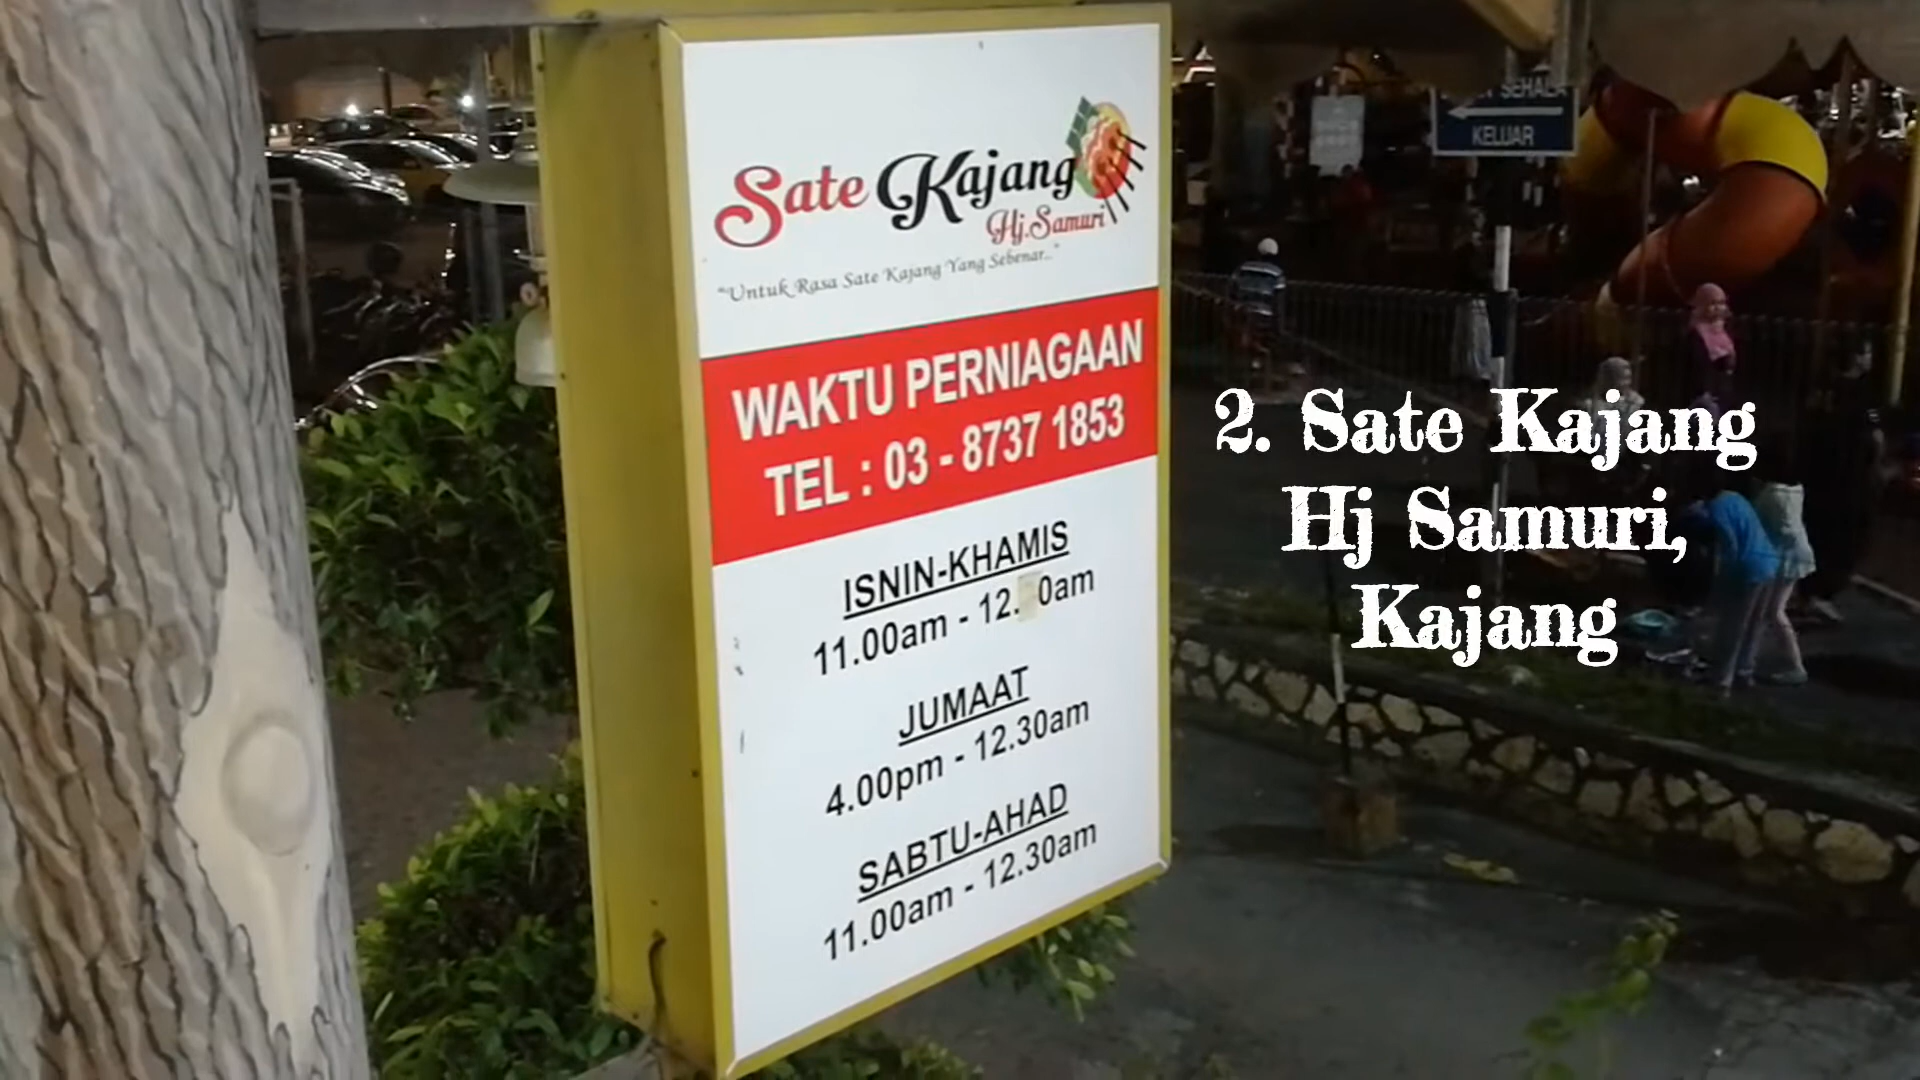 Sate Kajang
Hj.Samuri
"Untuk Rasa Sate Kajang Yang Sebenar.."
WAKTU PERNIAGAAN
TEL : 03 - 8737 1853
ISNIN-KHAMIS
11.00am - 12. 0am
JUMAAT
4.00pm - 12.30am
SABTU-AHAD
11.00am - 12.30am
SEHALA
KELUAR
2. Sate Kajang
Hj Samuri,
Kajang